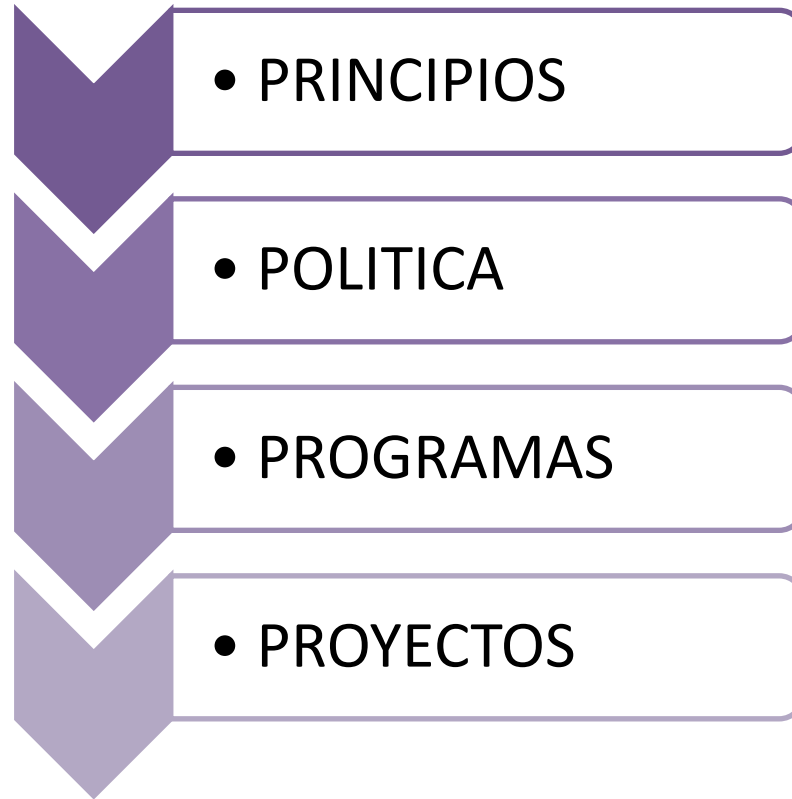 • PRINCIPIOS
• POLITICA
• PROGRAMAS
• PROYECTOS